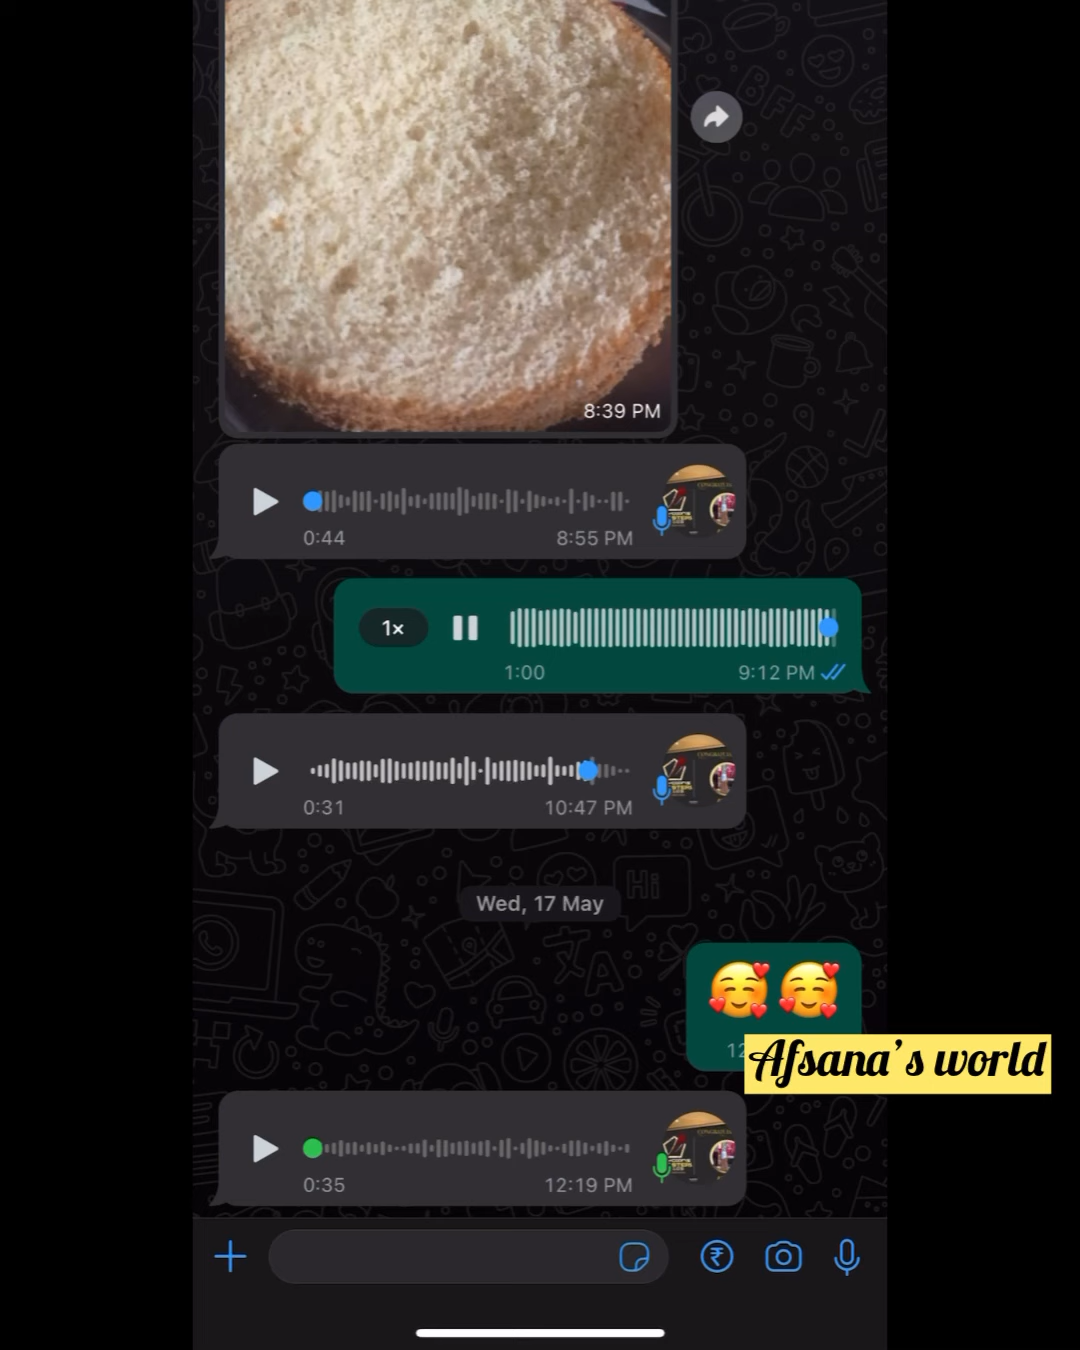 8:39 PM
0:44
8:55 PM
1×
1:00
9:12 PM
0:31
10:47 PM
Wed, 17 May
Afsana's world
0:35
12:19 PM